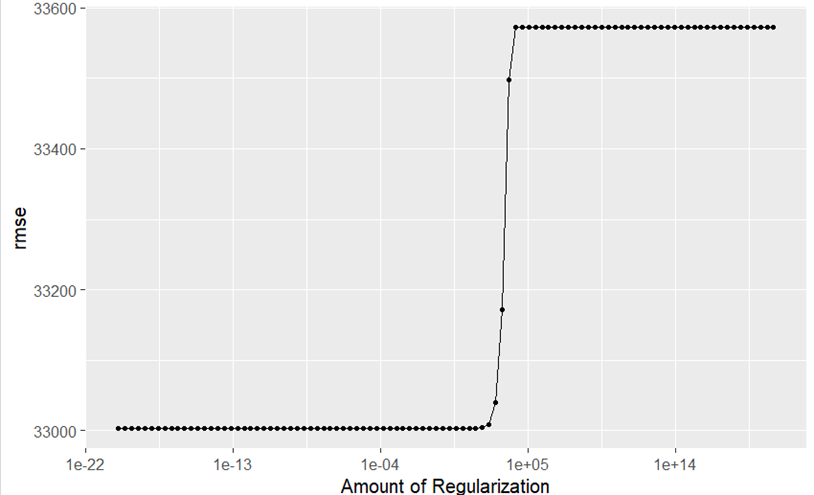 33600
33400
rmse
33200
33000
1e-22 1e-13 1e-04 1e+05 1e+14
Amount of Regularization